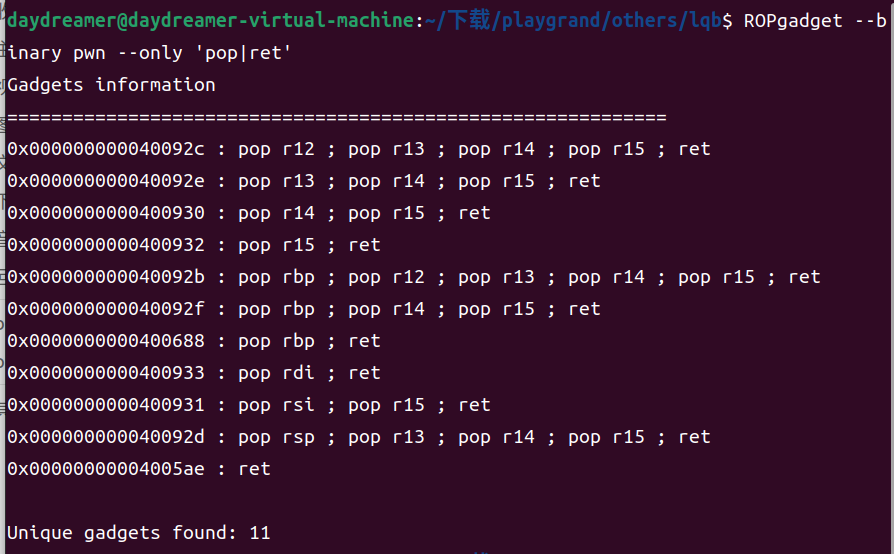 daydreamer@daydreamer-virtual-machine:~/下载/playgrand/others/lqb$ ROPgadget --b
inary pwn --only 'pop|ret'
Gadgets information
============================================================
0x000000000040092c : pop r12 ; pop r13 ; pop r14 ; pop r15 ; ret
0x000000000040092e : pop r13 ; pop r14 ; pop r15 ; ret
0x0000000000400930 : pop r14 ; pop r15 ; ret
0x0000000000400932 : pop r15 ; ret
0x000000000040092b : pop rbp ; pop r12 ; pop r13 ; pop r14 ; pop r15 ; ret
0x000000000040092f : pop rbp ; pop r14 ; pop r15 ; ret
0x0000000000400688 : pop rbp ; ret
0x0000000000400933 : pop rdi ; ret
0x0000000000400931 : pop rsi ; pop r15 ; ret
0x000000000040092d : pop rsp ; pop r13 ; pop r14 ; pop r15 ; ret
0x00000000004005ae : ret
Unique gadgets found: 11